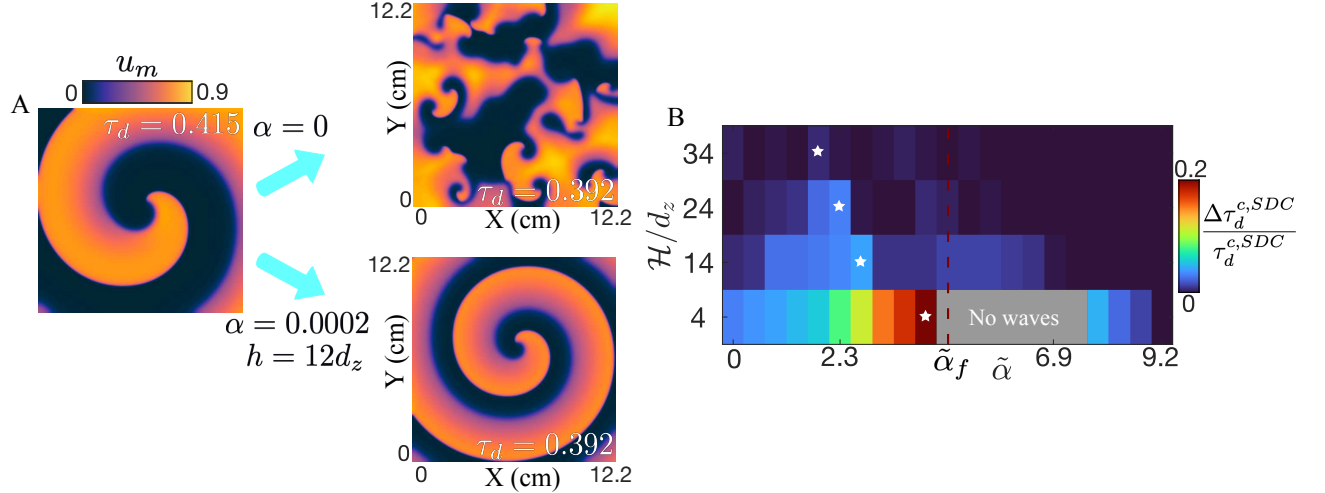 A
u_m
0 0.9
τ_d = 0.415
α = 0
α = 0.0002
h = 12d_z
12.2
Y (cm)
0
τ_d = 0.392
0 12.2
X (cm)
12.2
Y (cm)
0
τ_d = 0.392
0 12.2
X (cm)
B
ℋ/d_z
34
24
14
4
No waves
0 2.3 α̃_f α̃ 6.9 9.2
0.2
0
Δτ_d^{c,SDC}
τ_d^{c,SDC}